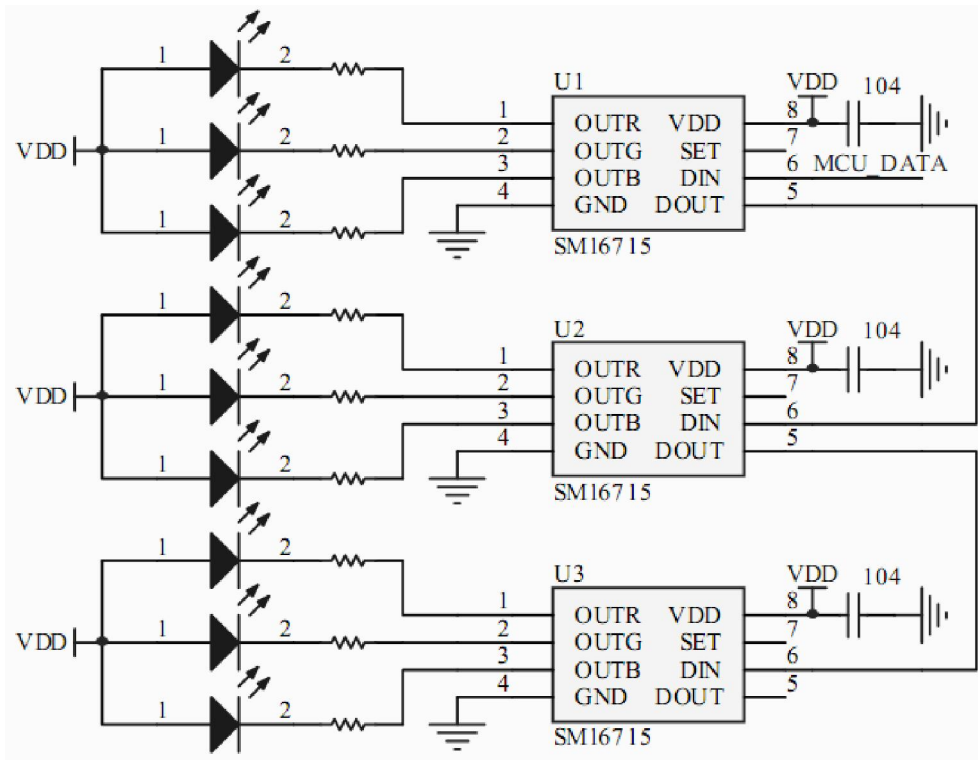 1 2
U1
VDD 104
1 OUTR VDD 8
VDD 1 2 2 OUTG SET 7
3 OUTB DIN 6 MCU_DATA
4 GND DOUT 5
1 2
SM16715
1 2
U2
VDD 104
1 OUTR VDD 8
VDD 1 2 2 OUTG SET 7
3 OUTB DIN 6
4 GND DOUT 5
1 2
SM16715
1 2
U3
VDD 104
1 OUTR VDD 8
VDD 1 2 2 OUTG SET 7
3 OUTB DIN 6
4 GND DOUT 5
1 2
SM16715